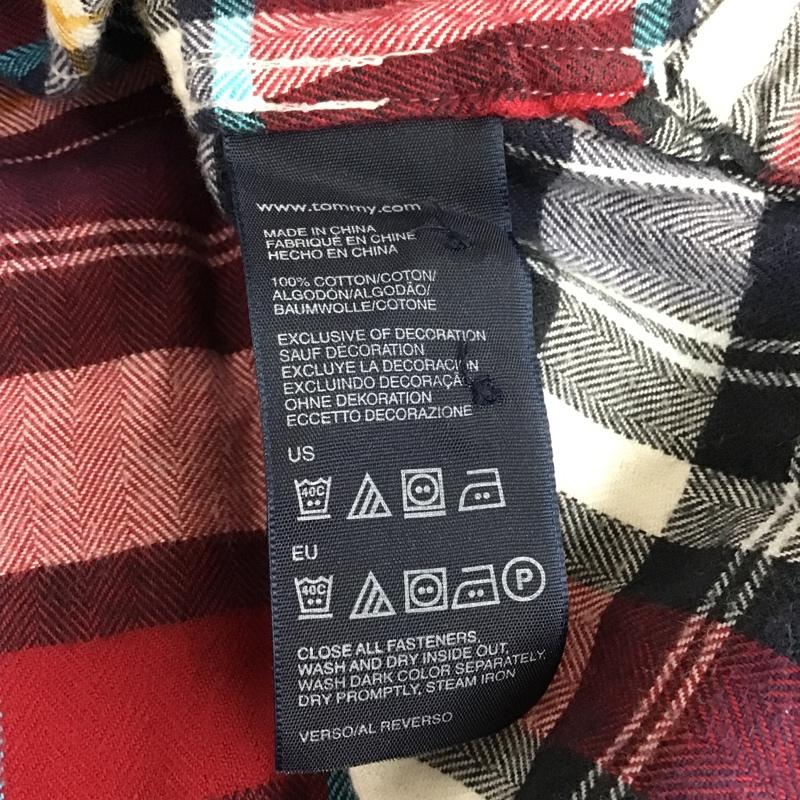 www.tommy.com
MADE IN CHINA
FABRIQUÉ EN CHINE
HECHO EN CHINA
100% COTTON/COTON/
ALGODÓN/ALGODÃO/
BAUMWOLLE/COTONE
EXCLUSIVE OF DECORATION
SAUF DÉCORATION
EXCLUYE LA DECORACIÓN
EXCLUINDO DECORAÇÃ
OHNE DEKORATION
ECCETTO DECORAZIONE
US
40C
EU
40C P
CLOSE ALL FASTENERS,
WASH AND DRY INSIDE OUT,
WASH DARK COLOR SEPARATELY,
DRY PROMPTLY, STEAM IRON
VERSO/AL REVERSO